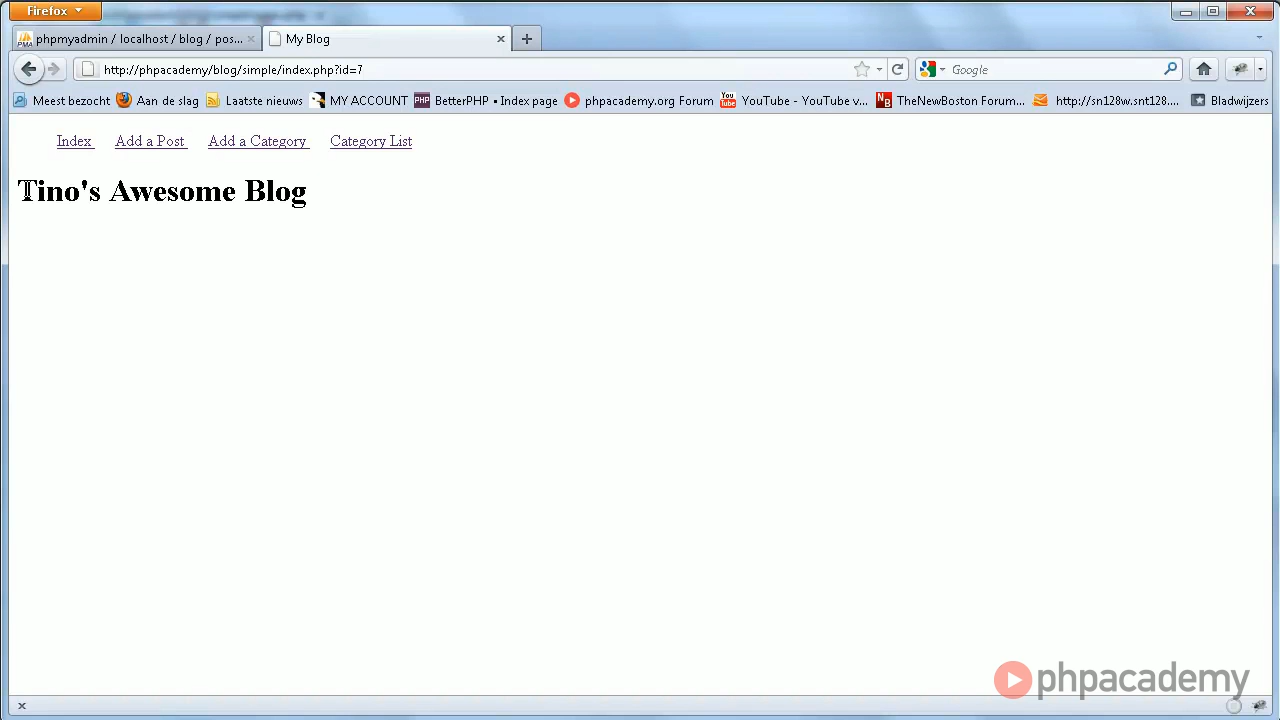 Firefox
phpmyadmin / localhost / blog / pos...
My Blog
http://phpacademy/blog/simple/index.php?id=7
Google
Meest bezocht
Aan de slag
Laatste nieuws
MY ACCOUNT
BetterPHP • Index page
phpacademy.org Forum
YouTube - YouTube v...
TheNewBoston Forum...
http://sn128w.snt128....
Bladwijzers
Index
Add a Post
Add a Category
Category List
Tino's Awesome Blog
phpacademy